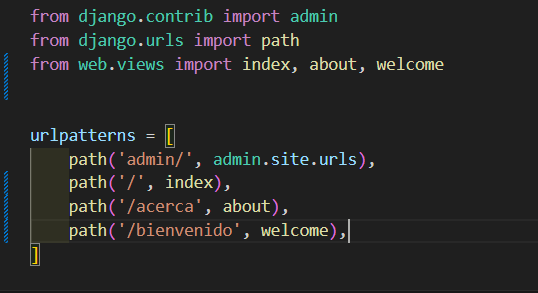 from django.contrib import admin
from django.urls import path
from web.views import index, about, welcome
urlpatterns = [
    path('admin/', admin.site.urls),
    path('/', index),
    path('/acerca', about),
    path('/bienvenido', welcome),
]